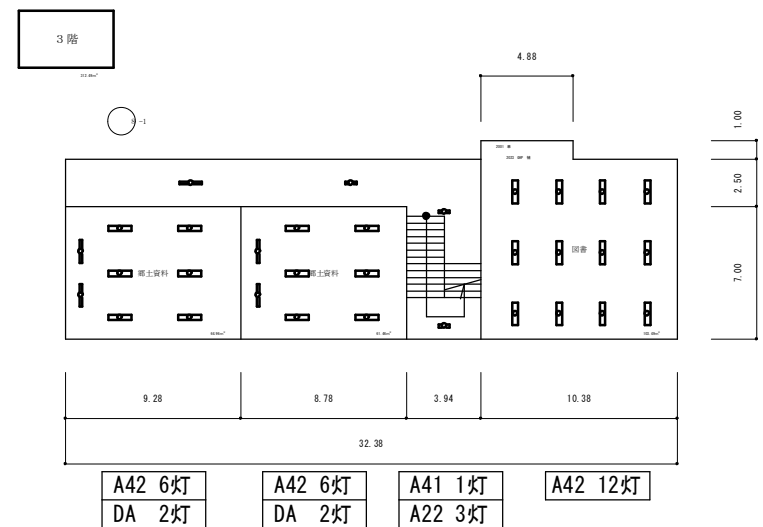 3階
4.88
1.00
2.50
7.00
郷土資料
郷土資料
図書
9.28
8.78
3.94
10.38
32.38
A42 6灯
DA 2灯
A42 6灯
DA 2灯
A41 1灯
A22 3灯
A42 12灯